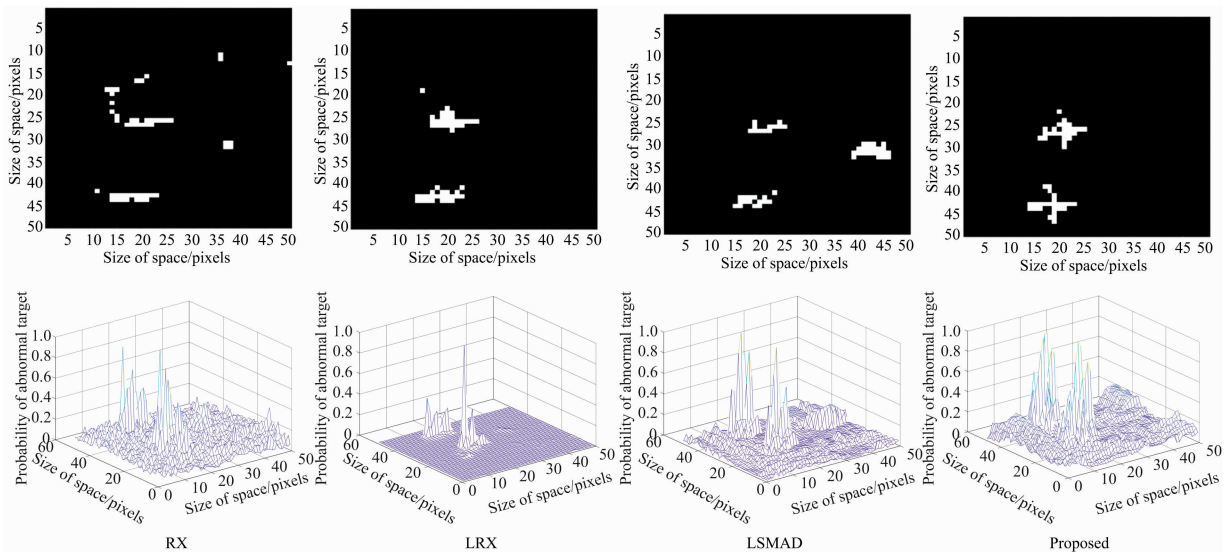 5 10 15 20 25 30 35 40 45 50
Size of space/pixels
5 10 15 20 25 30 35 40 45 50
Size of space/pixels
5 10 15 20 25 30 35 40 45 50
Size of space/pixels
5 10 15 20 25 30 35 40 45 50
Size of space/pixels
5 10 15 20 25 30 35 40 45 50
Size of space/pixels
5 10 15 20 25 30 35 40 45 50
Size of space/pixels
5 10 15 20 25 30 35 40 45 50
Size of space/pixels
5 10 15 20 25 30 35 40 45 50
Size of space/pixels
Probability of abnormal target
1.0 0.8 0.6 0.4 0.2 0
60 40 20 0
Size of space/pixels
0 10 20 30 40 50
Size of space/pixels
RX
Probability of abnormal target
1.0 0.8 0.6 0.4 0.2 0
60 40 20 0
Size of space/pixels
0 10 20 30 40 50
Size of space/pixels
LRX
Probability of abnormal target
1.0 0.8 0.6 0.4 0.2 0
60 40 20 0
Size of space/pixels
0 10 20 30 40 50
Size of space/pixels
LSMAD
Probability of abnormal target
1.0 0.8 0.6 0.4 0.2 0
60 40 20 0
Size of space/pixels
0 10 20 30 40 50
Size of space/pixels
Proposed